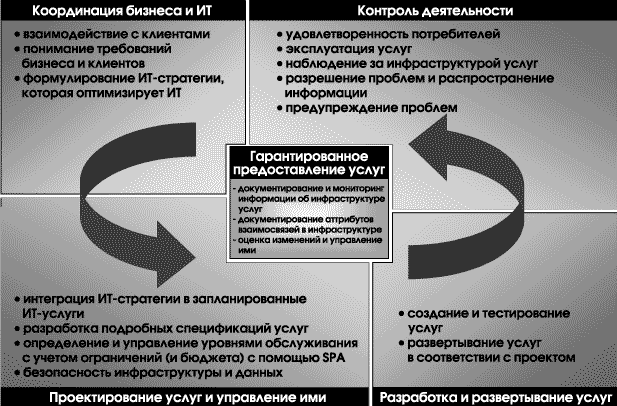 Координация бизнеса и ИТ
• взаимодействие с клиентами
• понимание требований
бизнеса и клиентов
• формулирование ИТ-стратегии,
которая оптимизирует ИТ
Контроль деятельности
• удовлетворенность потребителей
• эксплуатация услуг
• наблюдение за инфраструктурой услуг
• разрешение проблем и распространение
информации
• предупреждение проблем
Гарантированное
предоставление услуг
- документирование и мониторинг
информации об инфраструктуре
услуг
- документирование аттрибутов
взаимосвязей в инфраструктуре
- оценка изменений и управление
ими
• интеграция ИТ-стратегии в запланированные
ИТ-услуги
• разработка подробных спецификаций услуг
• определение и управление уровнями обслуживания
с учетом ограничений (и бюджета) с помощью SPA
• безопасность инфраструктуры и данных
Проектирование услуг и управление ими
• создание и тестирование
услуг
• развертывание услуг
в соответствии с проектом
Разработка и развертывание услуг